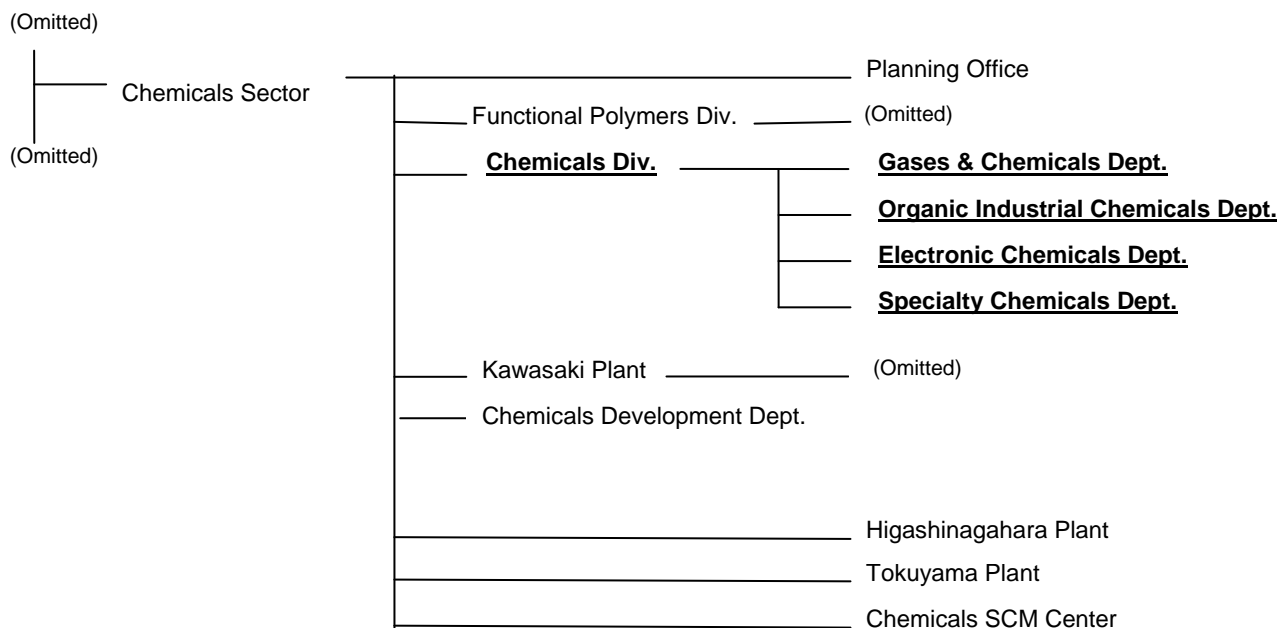 (Omitted)
Chemicals Sector
(Omitted)
Planning Office
Functional Polymers Div.
(Omitted)
Chemicals Div.
Gases & Chemicals Dept.
Organic Industrial Chemicals Dept.
Electronic Chemicals Dept.
Specialty Chemicals Dept.
Kawasaki Plant
(Omitted)
Chemicals Development Dept.
Higashinagahara Plant
Tokuyama Plant
Chemicals SCM Center